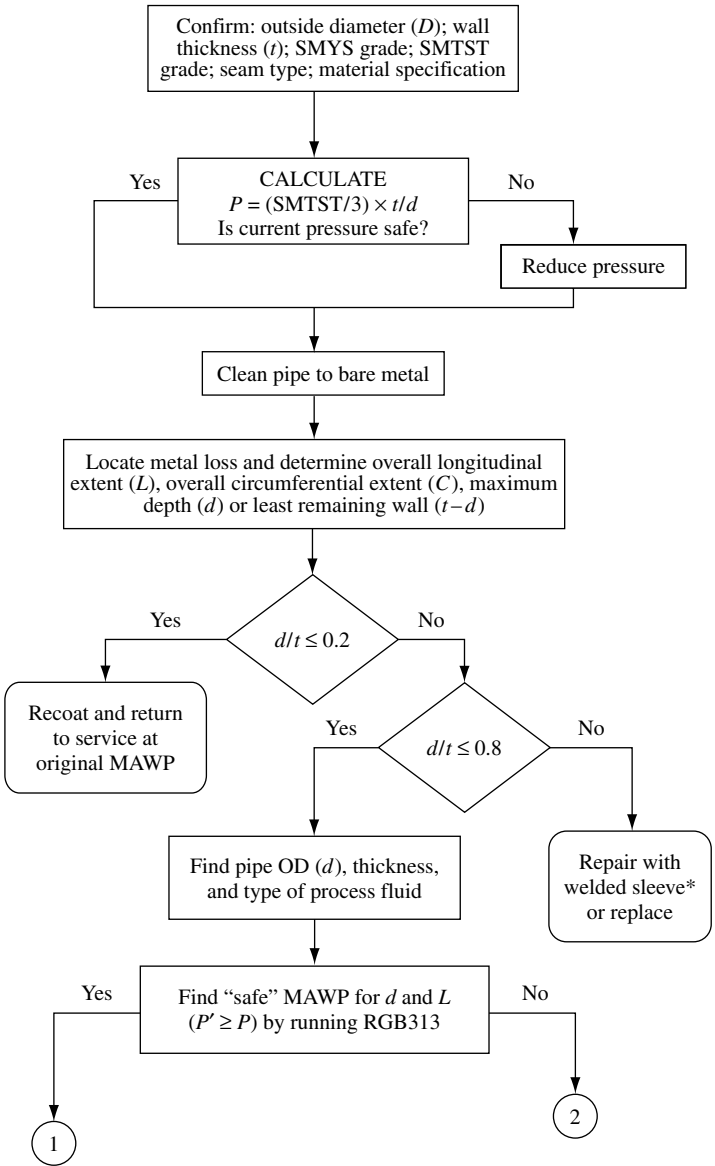 Confirm: outside diameter (D); wall
thickness (t); SMYS grade; SMTST
grade; seam type; material specification
Yes
CALCULATE
P = (SMTST/3) × t/d
Is current pressure safe?
No
Reduce pressure
Clean pipe to bare metal
Locate metal loss and determine overall longitudinal
extent (L), overall circumferential extent (C), maximum
depth (d) or least remaining wall (t–d)
Yes
d/t ≤ 0.2
No
Recoat and return
to service at
original MAWP
Yes
d/t ≤ 0.8
No
Find pipe OD (d), thickness,
and type of process fluid
Repair with
welded sleeve*
or replace
Yes
Find “safe” MAWP for d and L
(P′ ≥ P) by running RGB313
No
1
2